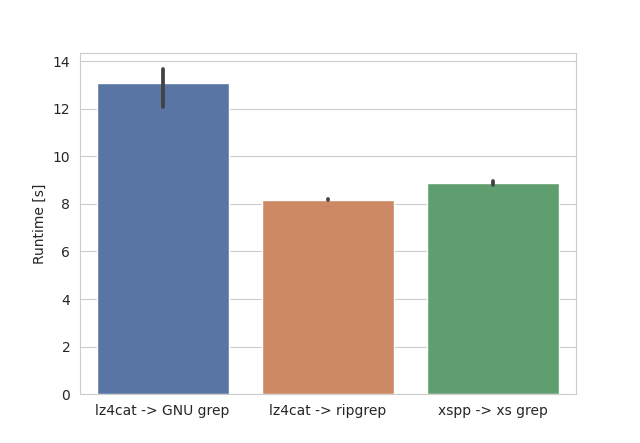 Runtime [s]
14
12
10
8
6
4
2
0
lz4cat -> GNU grep
lz4cat -> ripgrep
xspp -> xs grep